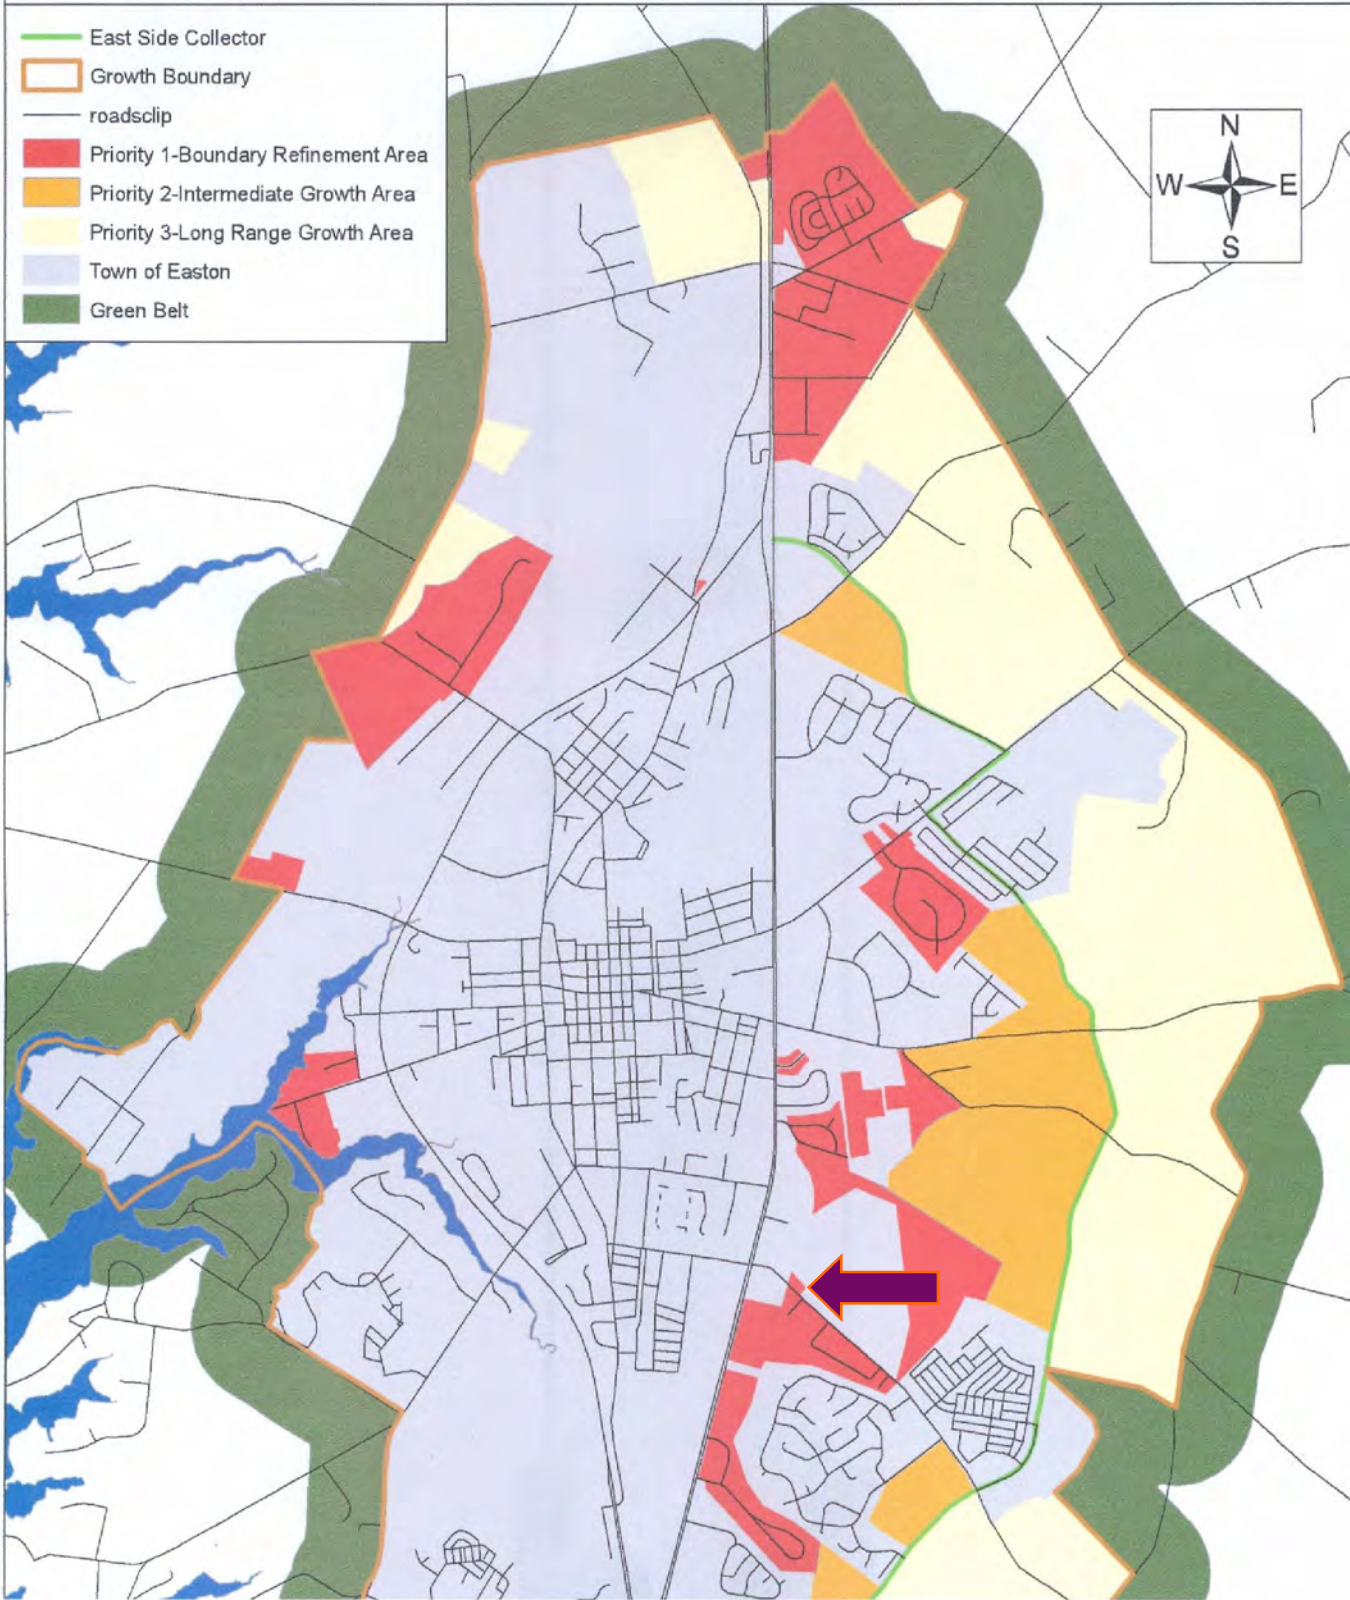 East Side Collector
Growth Boundary
roadsclip
Priority 1-Boundary Refinement Area
Priority 2-Intermediate Growth Area
Priority 3-Long Range Growth Area
Town of Easton
Green Belt
N
W E
S